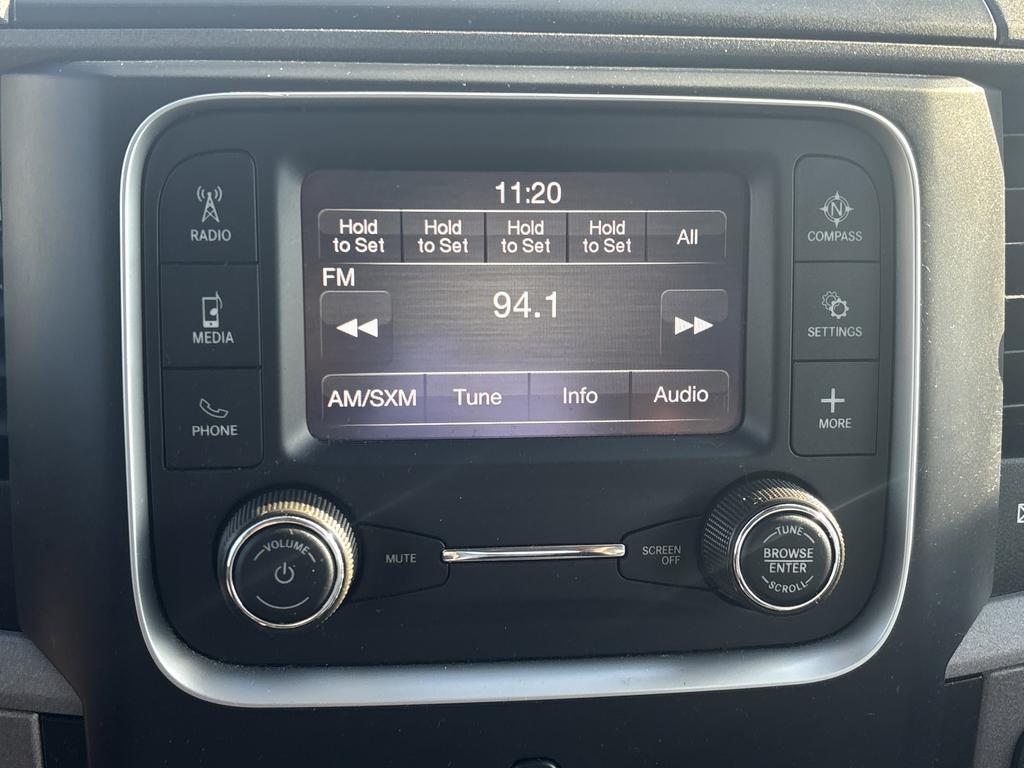 11:20
RADIO
Hold
to Set
Hold
to Set
Hold
to Set
Hold
to Set
All
N
COMPASS
FM
94.1
MEDIA
SETTINGS
AM/SXM
Tune
Info
Audio
PHONE
MORE
VOLUME
MUTE
SCREEN
OFF
TUNE
BROWSE
ENTER
SCROLL